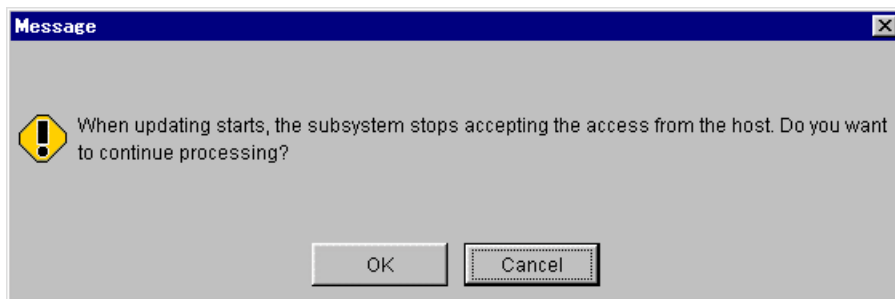 Message
When updating starts, the subsystem stops accepting the access from the host. Do you want
to continue processing?
OK
Cancel